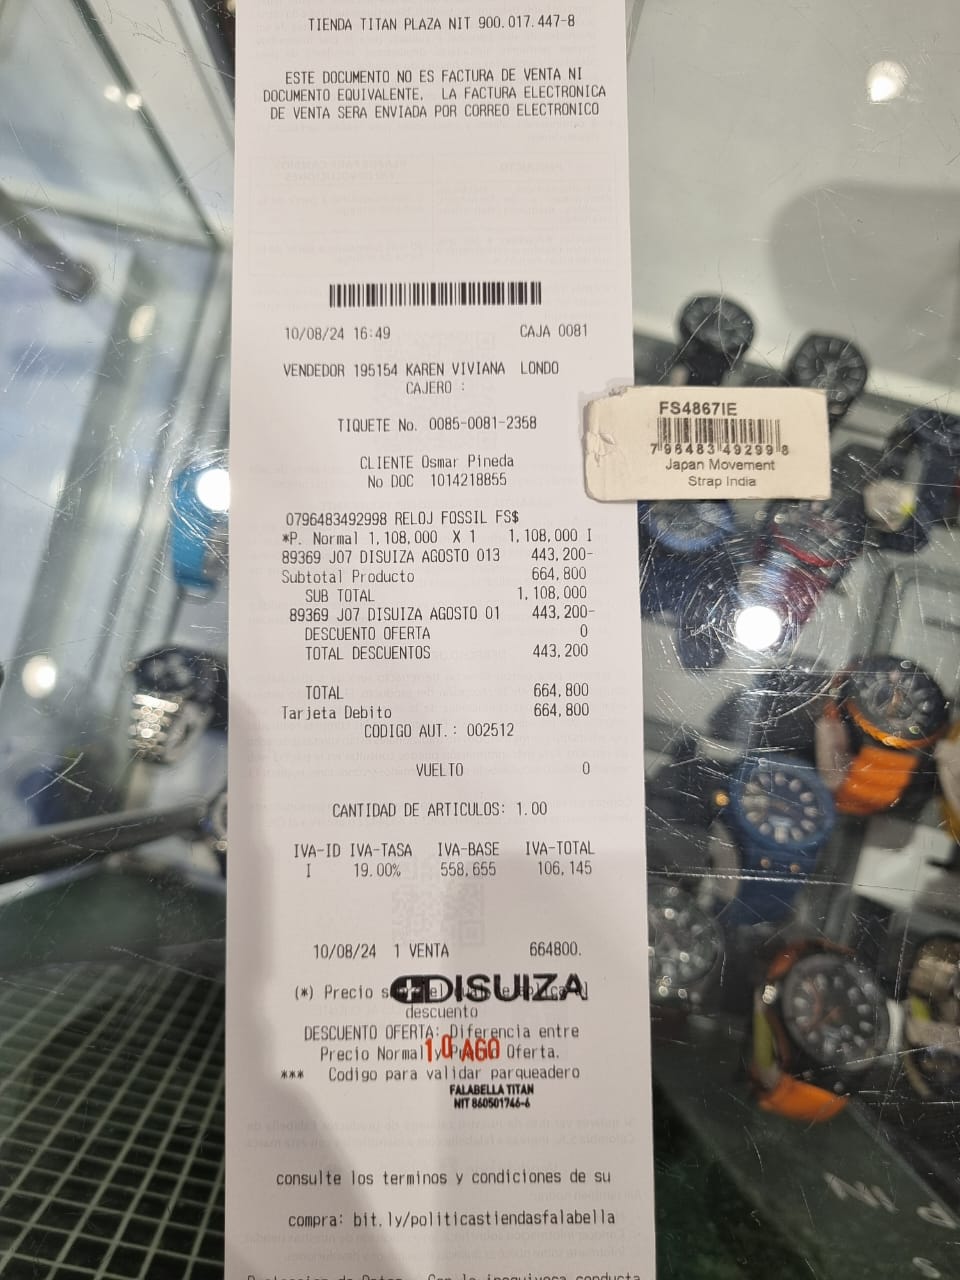 TIENDA TITAN PLAZA NIT 900.017.447-8
ESTE DOCUMENTO NO ES FACTURA DE VENTA NI
DOCUMENTO EQUIVALENTE. LA FACTURA ELECTRONICA
DE VENTA SERA ENVIADA POR CORREO ELECTRONICO
10/08/24 16:49 CAJA 0081
VENDEDOR 195154 KAREN VIVIANA LONDO
CAJERO :
TIQUETE No. 0085-0081-2358
CLIENTE Osmar Pineda
No DOC 1014218855
0796483492998 RELOJ FOSSIL FS$
*P. Normal 1,108,000 X 1 1,108,000 I
89369 J07 DISUIZA AGOSTO 013 443,200-
Subtotal Producto 664,800
SUB TOTAL 1,108,000
89369 J07 DISUIZA AGOSTO 01 443,200-
DESCUENTO OFERTA 0
TOTAL DESCUENTOS 443,200
TOTAL 664,800
Tarjeta Debito 664,800
CODIGO AUT.: 002512
VUELTO 0
CANTIDAD DE ARTICULOS: 1.00
IVA-ID IVA-TASA IVA-BASE IVA-TOTAL
I 19.00% 558,655 106,145
10/08/24 1 VENTA 664800.
DISUIZA
(*) Precio
descuento
DESCUENTO OFERTA: Diferencia entre
Precio Normal y Oferta.
10 AGO
*** Codigo para validar parqueadero
FALABELLA TITAN
NIT 860501746-6
consulte los terminos y condiciones de su
compra: bit.ly/politicastiendasfalabella
FS4867IE
796483492998
Japan Movement
Strap India